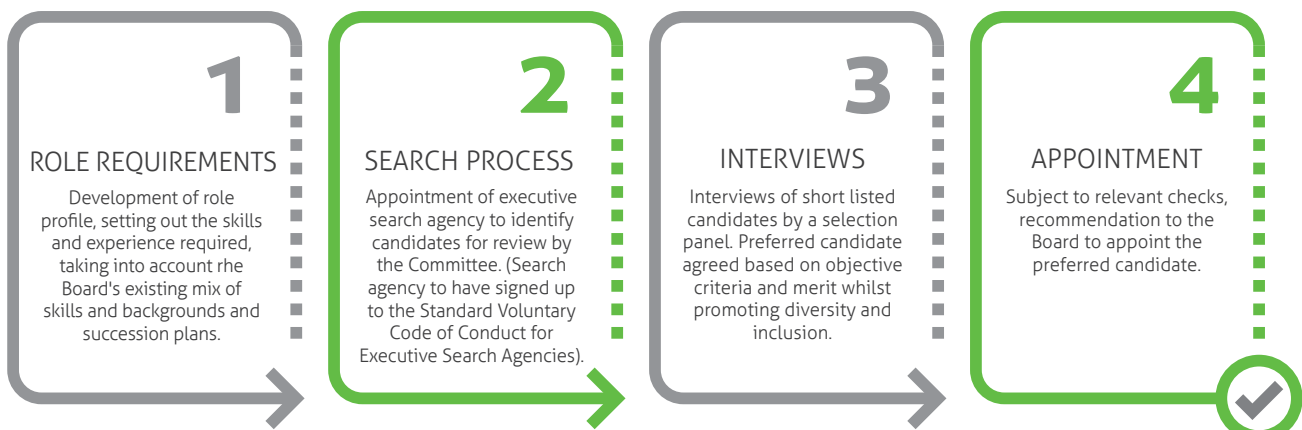 1
ROLE REQUIREMENTS
Development of role
profile, setting out the skills
and experience required,
taking into account rhe
Board's existing mix of
skills and backgrounds and
succession plans.
2
SEARCH PROCESS
Appointment of executive
search agency to identify
candidates for review by
the Committee. (Search
agency to have signed up
to the Standard Voluntary
Code of Conduct for
Executive Search Agencies).
3
INTERVIEWS
Interviews of short listed
candidates by a selection
panel. Preferred candidate
agreed based on objective
criteria and merit whilst
promoting diversity and
inclusion.
4
APPOINTMENT
Subject to relevant checks,
recommendation to the
Board to appoint the
preferred candidate.